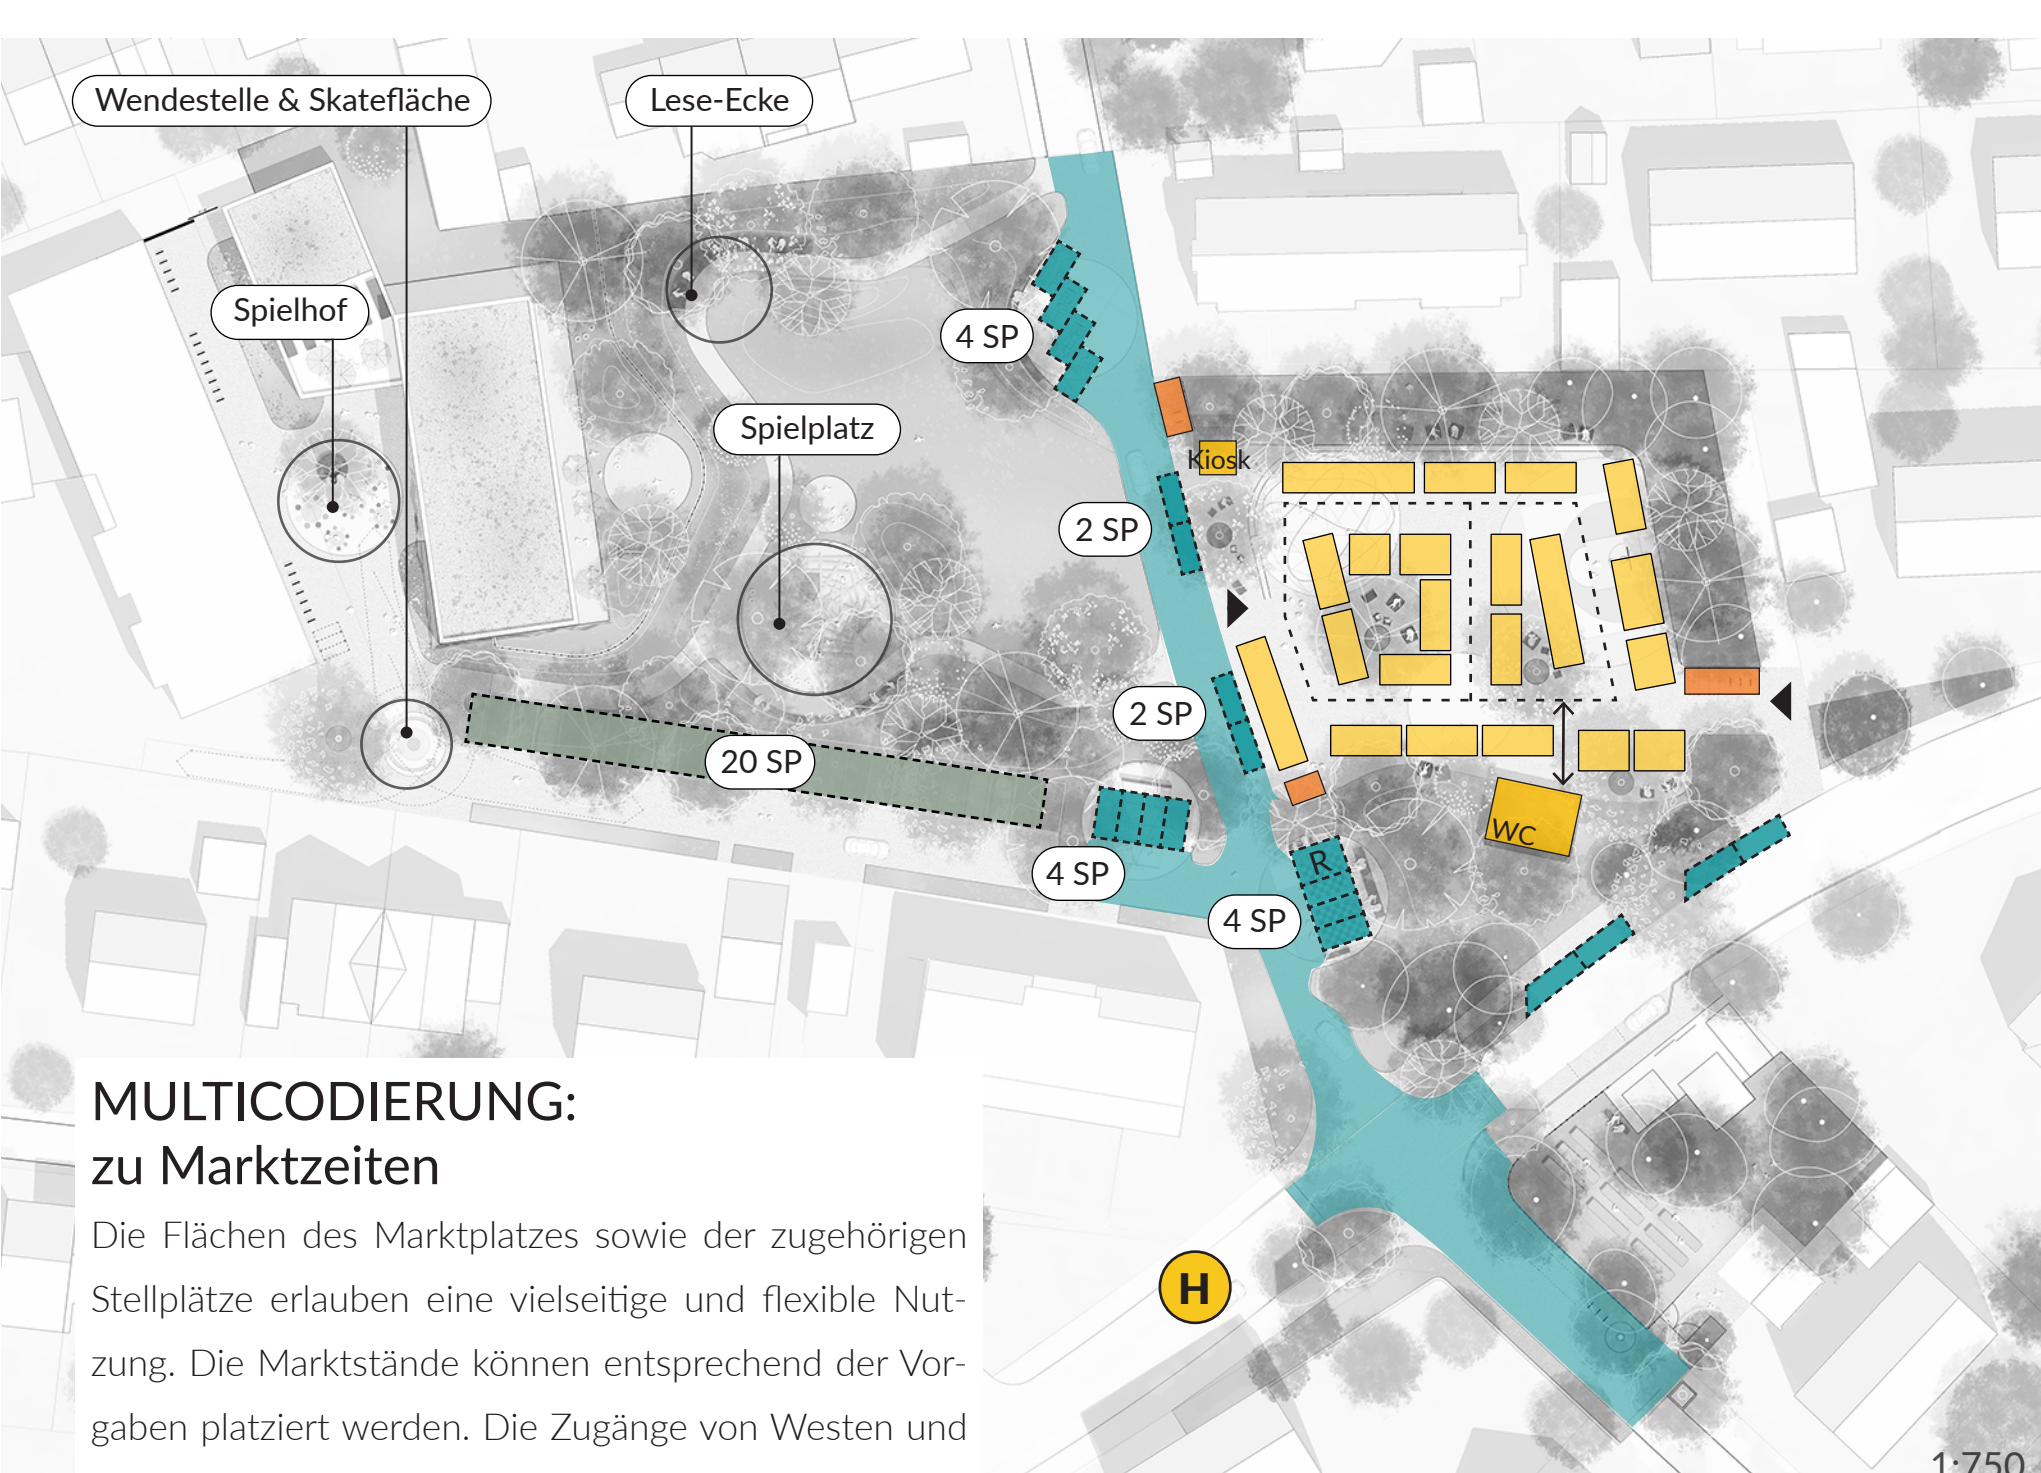 Wendestelle & Skatefläche
Lese-Ecke
Spielhof
4 SP
Spielplatz
Kiosk
2 SP
2 SP
20 SP
4 SP
WC
R
4 SP
MULTICODIERUNG:
zu Marktzeiten
Die Flächen des Marktplatzes sowie der zugehörigen
Stellplätze erlauben eine vielseitige und flexible Nut-
zung. Die Marktstände können entsprechend der Vor-
gaben platziert werden. Die Zugänge von Westen und
H
1:750